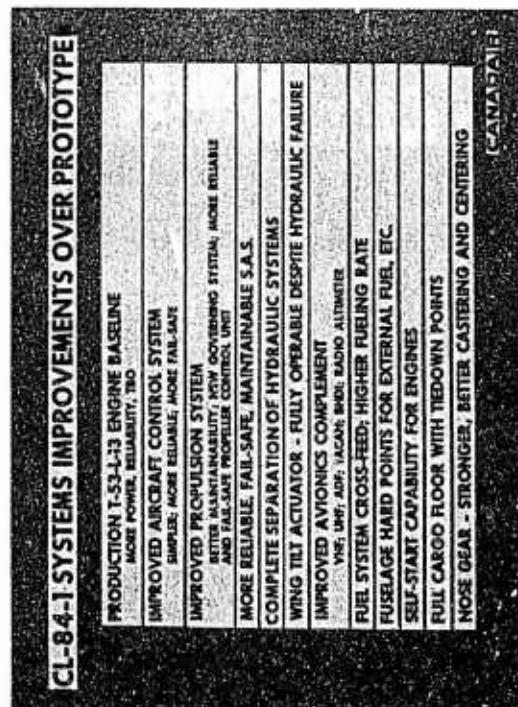 CL-84-1 SYSTEMS IMPROVEMENTS OVER PROTOTYPE
PRODUCTION T-53-L-13 ENGINE BASELINE
MORE POWER, RELIABILITY, TBO
IMPROVED AIRCRAFT CONTROL SYSTEM
SIMPLER; MORE RELIABLE; MORE FAIL-SAFE
IMPROVED PROPULSION SYSTEM
BETTER MAINTAINABILITY; NEW GOVERNING SYSTEM; MORE RELIABLE
AND FAIL-SAFE PROPELLER CONTROL UNIT
MORE RELIABLE, FAIL-SAFE, MAINTAINABLE S.A.S.
COMPLETE SEPARATION OF HYDRAULIC SYSTEMS
WING TILT ACTUATOR - FULLY OPERABLE DESPITE HYDRAULIC FAILURE
IMPROVED AVIONICS COMPLEMENT
VHF; UHF; ADF; TACAN; BHDI; RADIO ALTIMETER
FUEL SYSTEM CROSS-FEED; HIGHER FUELING RATE
FUSELAGE HARD POINTS FOR EXTERNAL FUEL, ETC.
SELF-START CAPABILITY FOR ENGINES
FULL CARGO FLOOR WITH TIEDOWN POINTS
NOSE GEAR - STRONGER, BETTER CASTERING AND CENTERING
CANADAIR